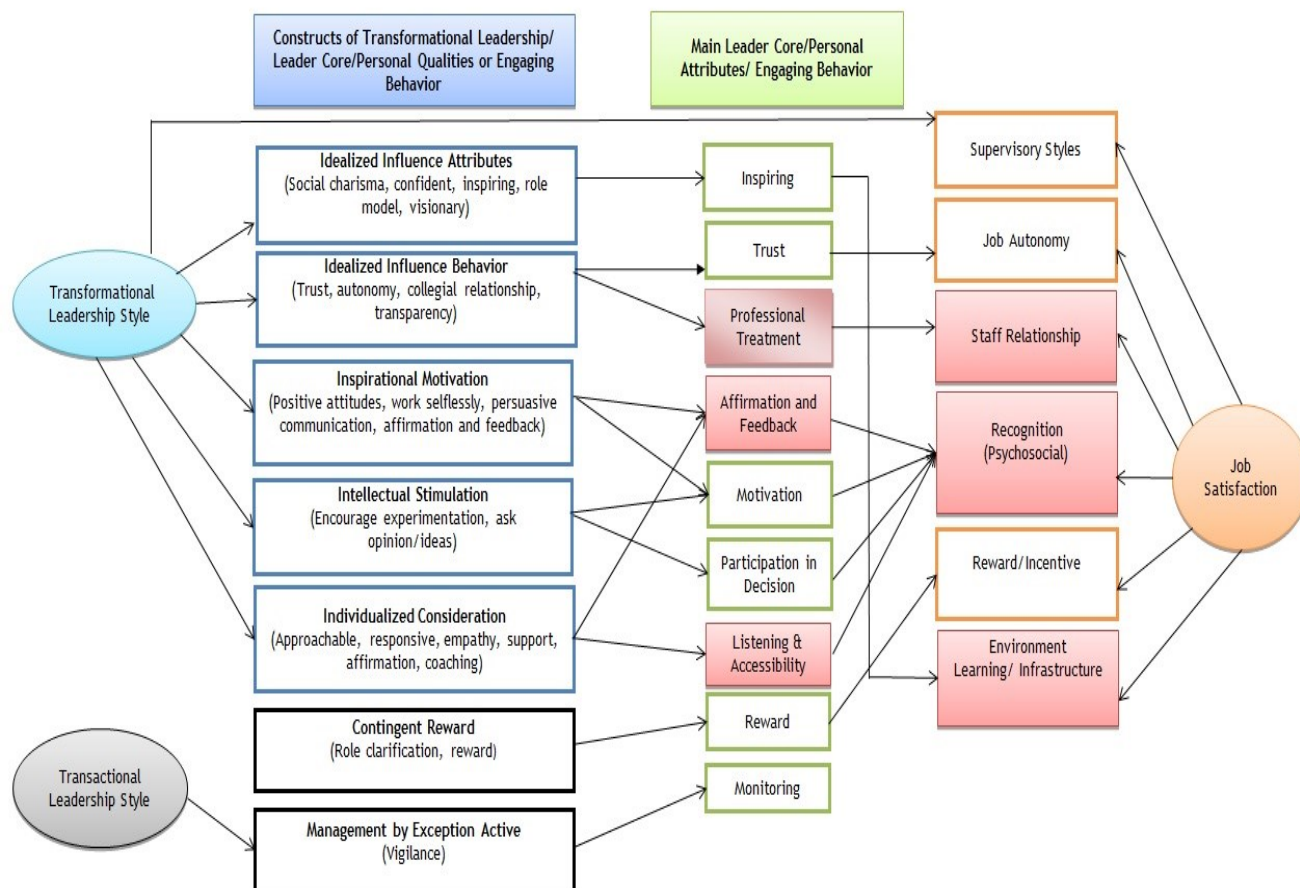 Constructs of Transformational Leadership/
Leader Core/Personal Qualities or Engaging
Behavior
Main Leader Core/Personal
Attributes/ Engaging Behavior
Transformational
Leadership Style
Transactional
Leadership Style
Idealized Influence Attributes
(Social charisma, confident, inspiring, role
model, visionary)
Idealized Influence Behavior
(Trust, autonomy, collegial relationship,
transparency)
Inspirational Motivation
(Positive attitudes, work selflessly, persuasive
communication, affirmation and feedback)
Intellectual Stimulation
(Encourage experimentation, ask
opinion/ideas)
Individualized Consideration
(Approachable, responsive, empathy, support,
affirmation, coaching)
Contingent Reward
(Role clarification, reward)
Management by Exception Active
(Vigilance)
Inspiring
Trust
Professional
Treatment
Affirmation and
Feedback
Motivation
Participation in
Decision
Listening &
Accessibility
Reward
Monitoring
Supervisory Styles
Job Autonomy
Staff Relationship
Recognition
(Psychosocial)
Reward/Incentive
Environment
Learning/ Infrastructure
Job
Satisfaction